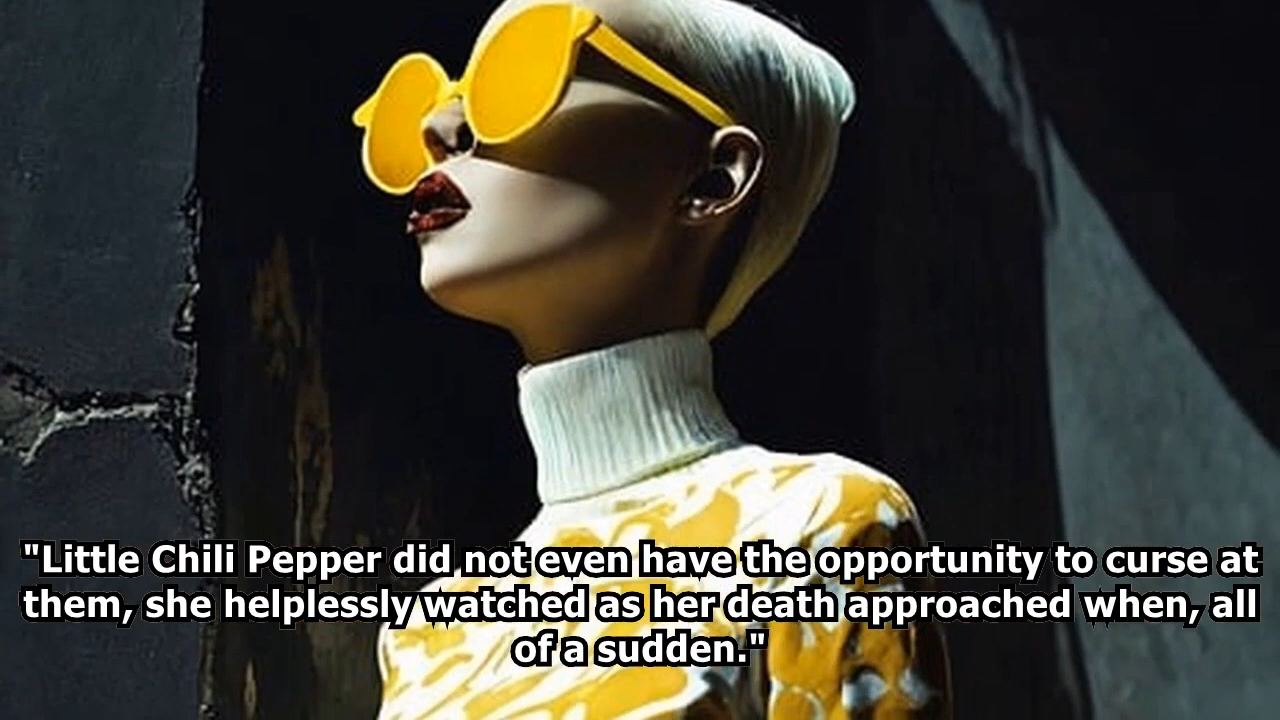 "Little Chili Pepper did not even have the opportunity to curse at
them, she helplessly watched as her death approached when, all
of a sudden."